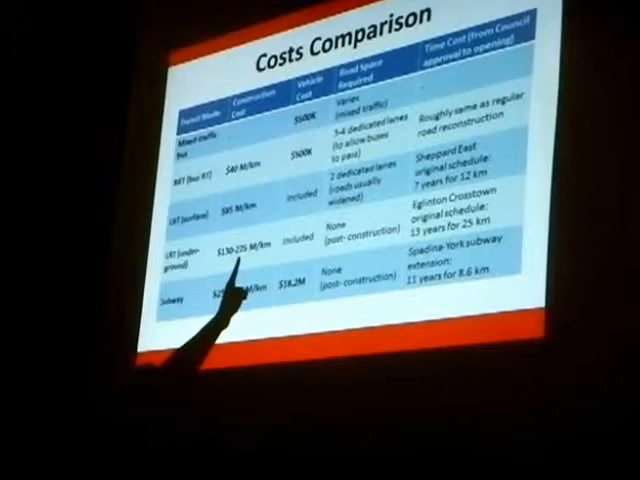 Costs Comparison
Transit Mode
Construction
Cost
Vehicle
Cost
Road Space
Required
Time Cost (from Council
approval to opening)
Mixed-traffic
bus
$500K
Varies
(mixed traffic)
BRT (bus RT)
$40 M/km
$500K
3-4 dedicated lanes
(to allow buses
to pass)
Roughly same as regular
road reconstruction
LRT (surface)
$85 M/km
Included
2 dedicated lanes
(roads usually
widened)
Sheppard East
original schedule:
7 years for 12 km
LRT (under-
ground)
$130-225 M/km
Included
None
(post- construction)
Eglinton Crosstown
original schedule:
13 years for 25 km
Subway
M/km
$18.2M
None
(post- construction)
Spadina-York subway
extension:
11 years for 8.6 km